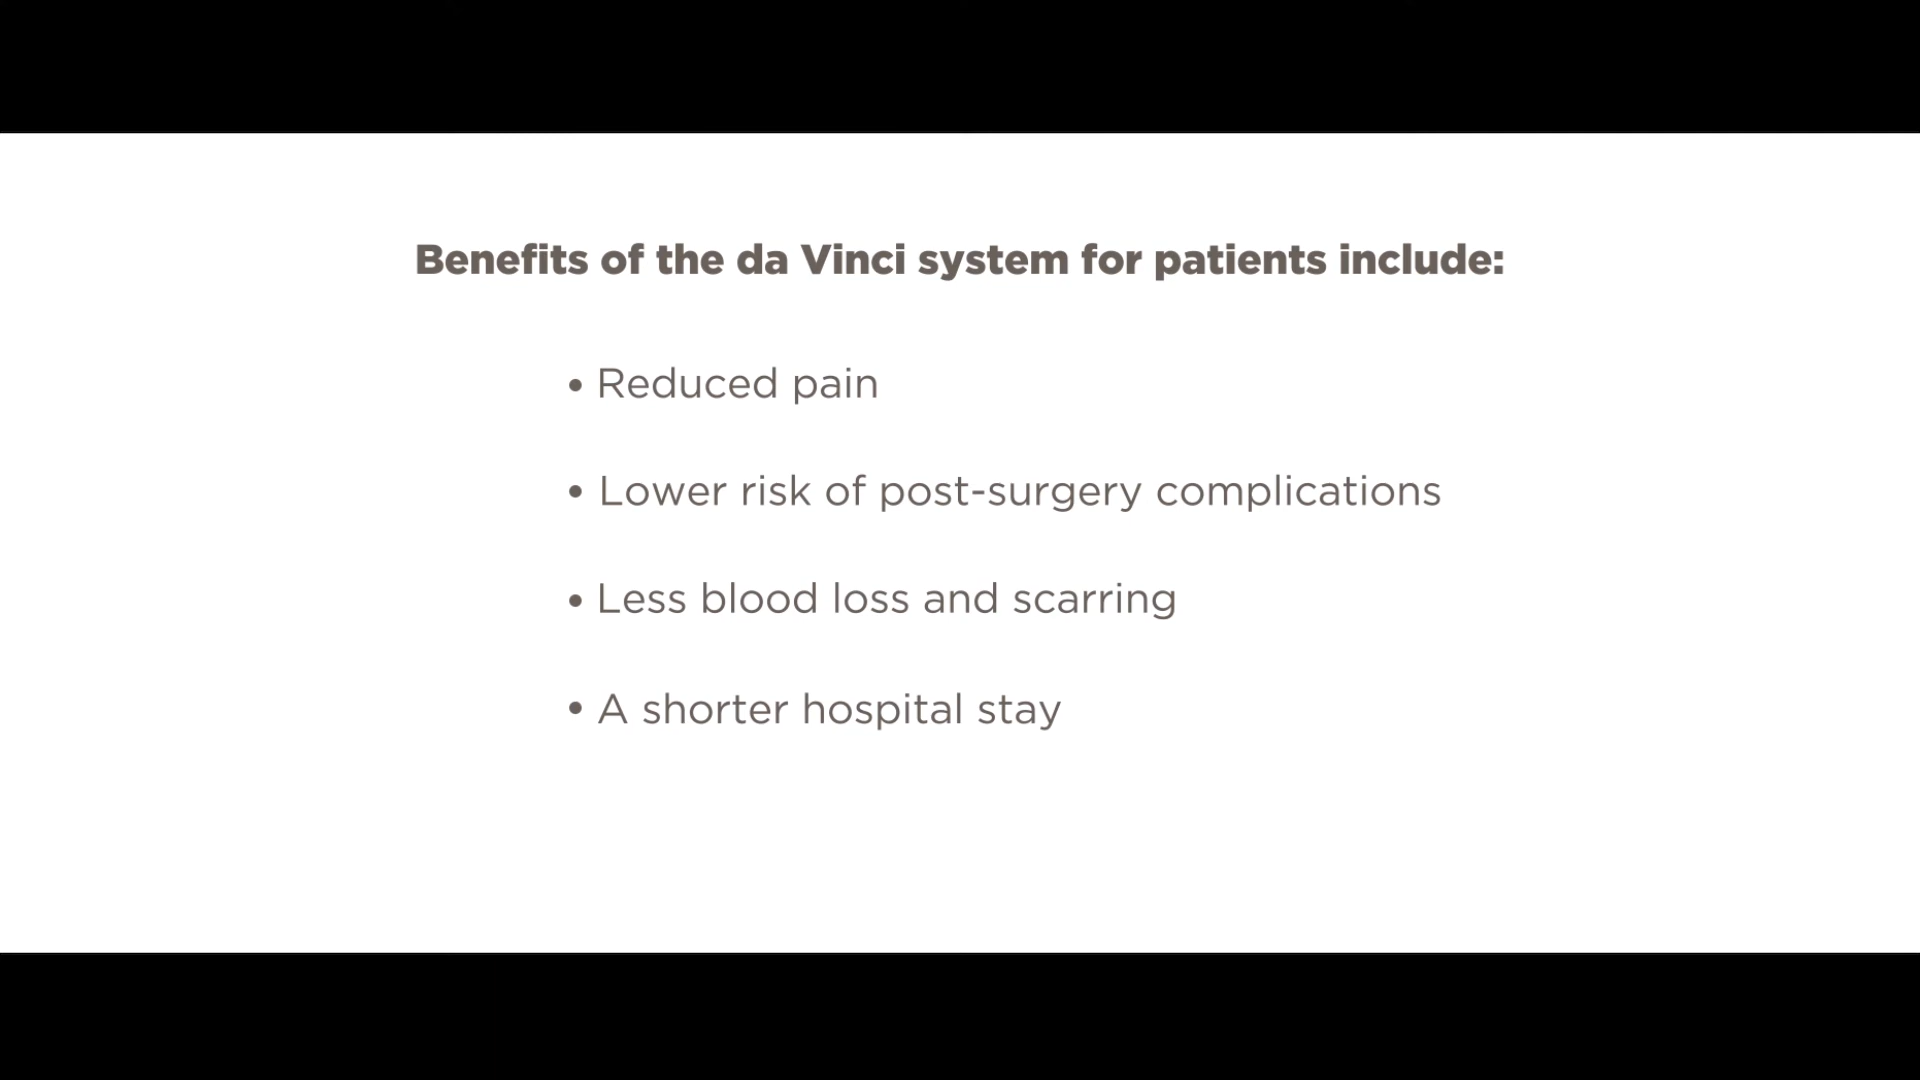 Benefits of the da Vinci system for patients include:
• Reduced pain
• Lower risk of post-surgery complications
• Less blood loss and scarring
• A shorter hospital stay